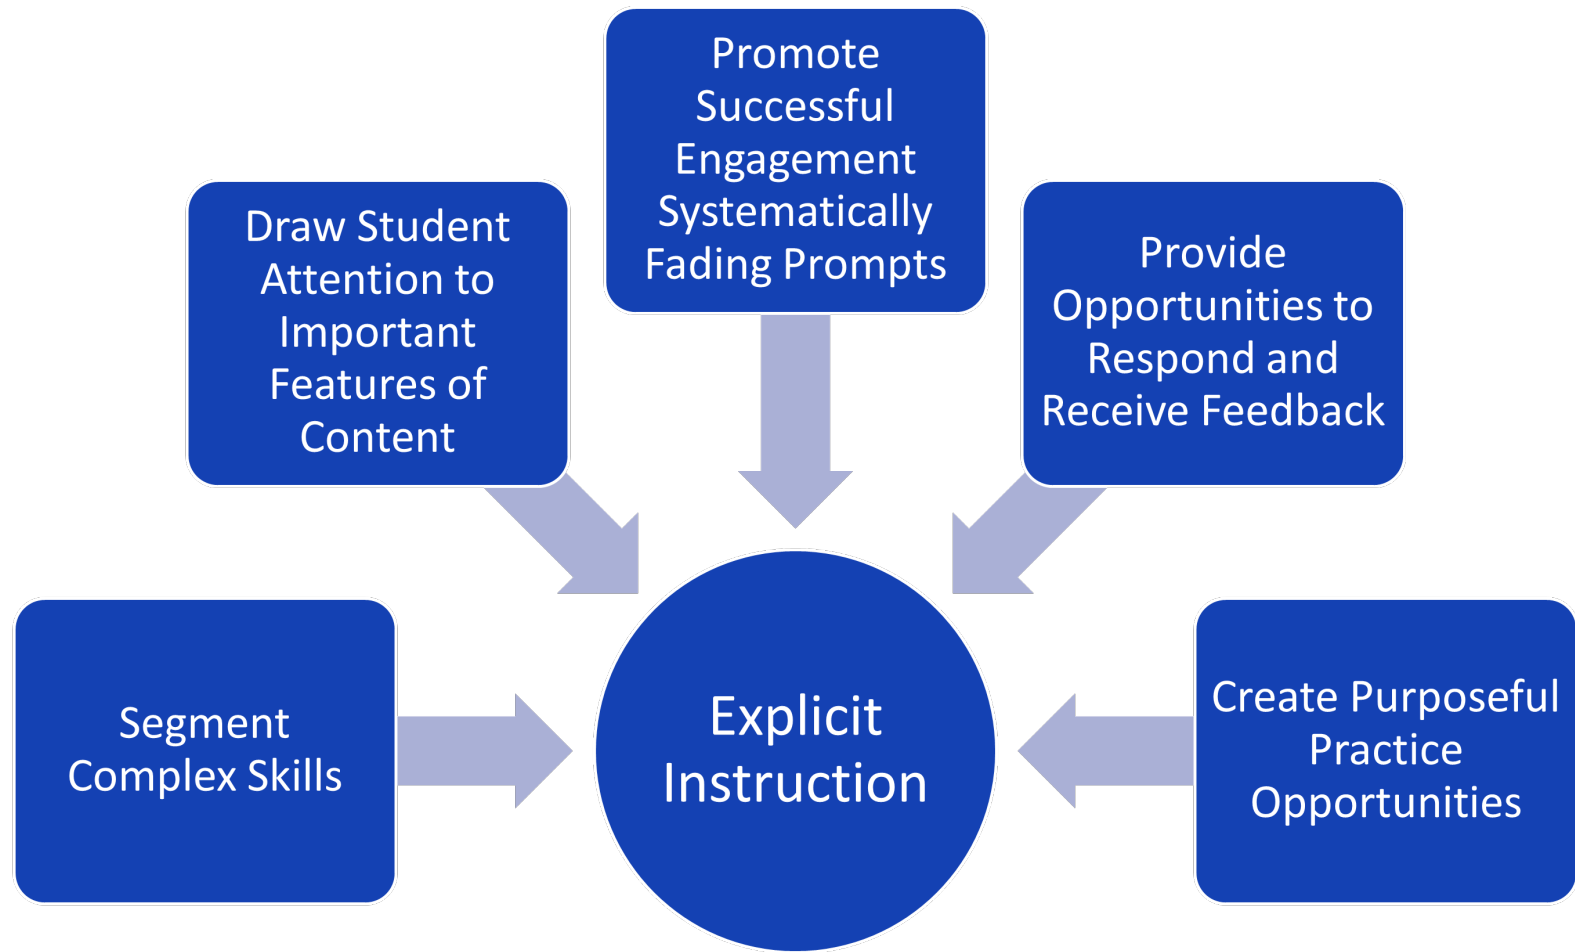 Segment
Complex Skills
Draw Student
Attention to
Important
Features of
Content
Promote
Successful
Engagement
Systematically
Fading Prompts
Provide
Opportunities to
Respond and
Receive Feedback
Create Purposeful
Practice
Opportunities
Explicit
Instruction